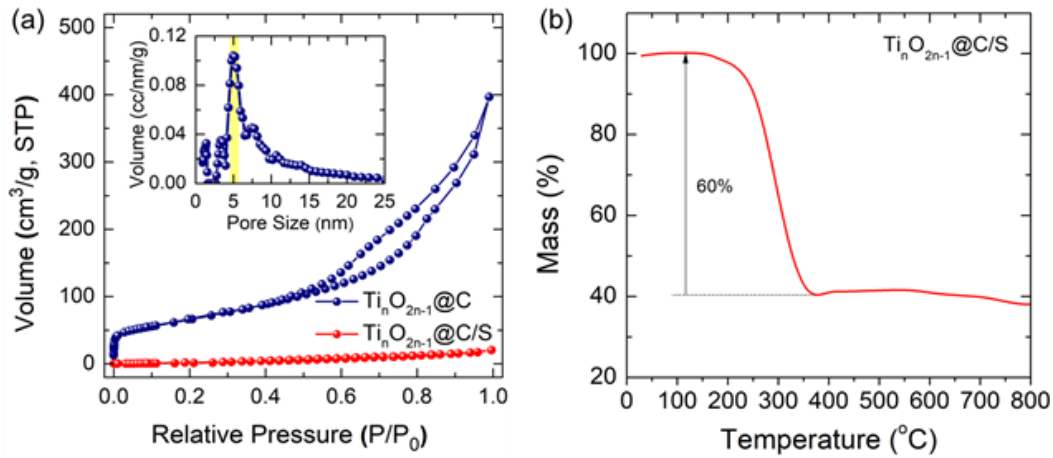 (a)
Volume (cm³/g, STP)
500
400
300
200
100
0
0.0 0.2 0.4 0.6 0.8 1.0
Relative Pressure (P/P₀)
Volume (cc/nm/g)
0.12
0.08
0.04
0.00
0 5 10 15 20 25
Pore Size (nm)
TiₙO₂ₙ₋₁@C
TiₙO₂ₙ₋₁@C/S
(b)
Mass (%)
100
80
60
40
20
0 100 200 300 400 500 600 700 800
Temperature (°C)
TiₙO₂ₙ₋₁@C/S
60%